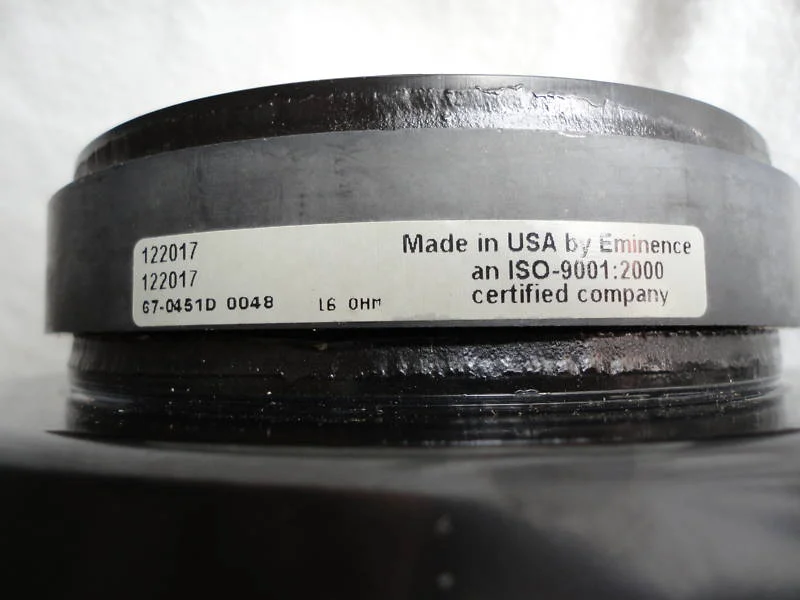 122017
122017
67-0451D 0048 16 OHM
Made in USA by Eminence
an ISO-9001:2000
certified company